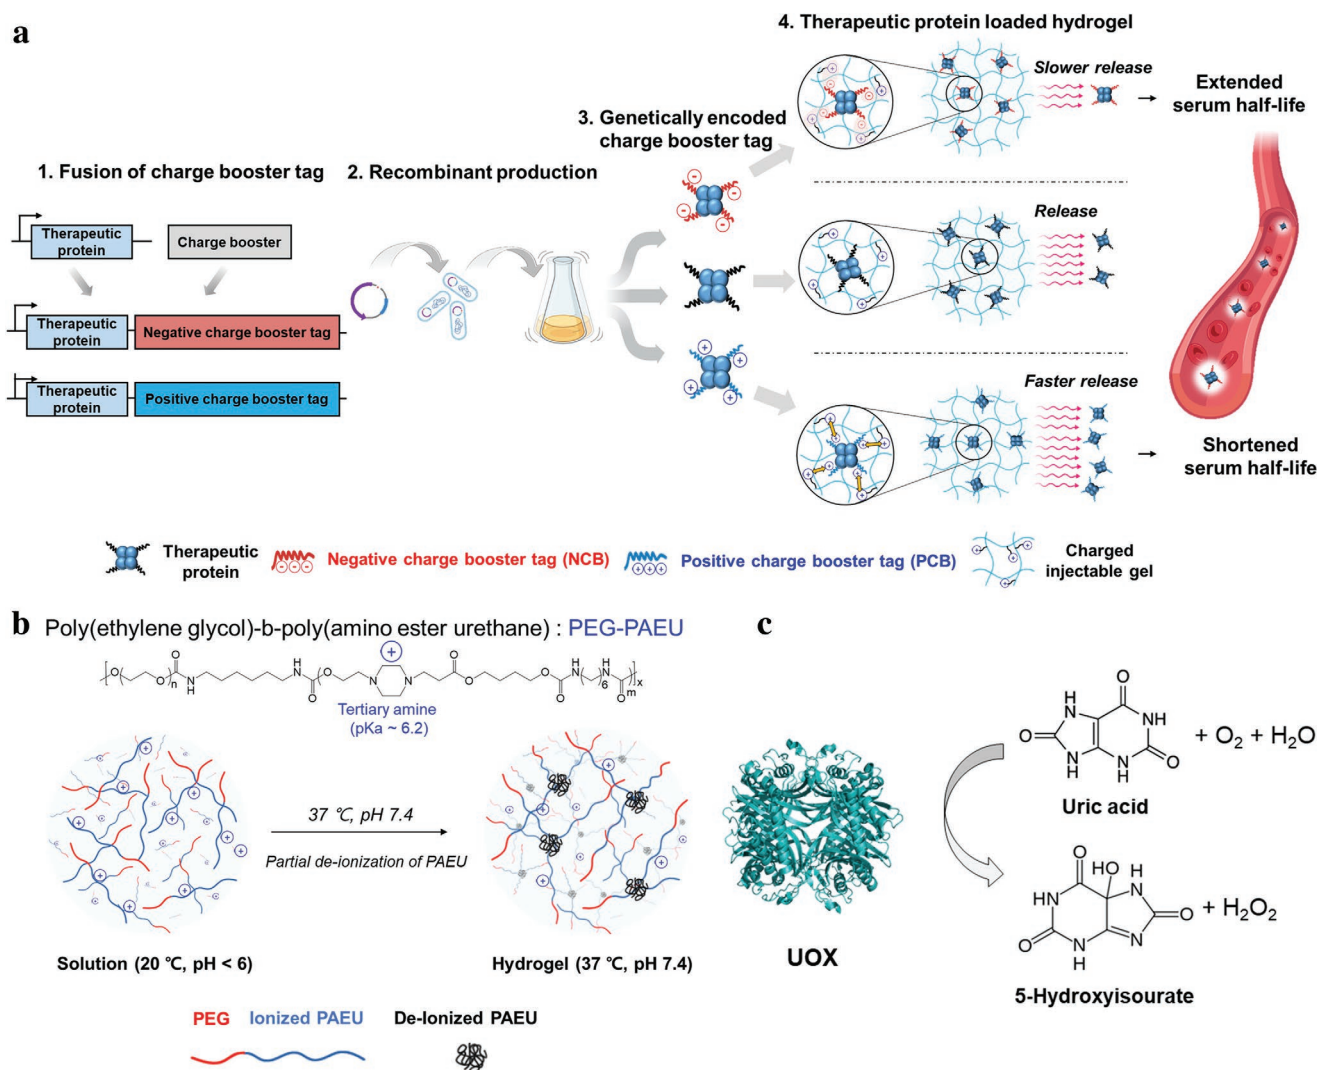 a
1. Fusion of charge booster tag
Therapeutic
protein
Charge booster
Therapeutic
protein
Negative charge booster tag
Therapeutic
protein
Positive charge booster tag
2. Recombinant production
3. Genetically encoded
charge booster tag
4. Therapeutic protein loaded hydrogel
Slower release
Extended
serum half-life
Release
Faster release
Shortened
serum half-life
Therapeutic
protein
Negative charge booster tag (NCB)
Positive charge booster tag (PCB)
Charged
injectable gel
b
Poly(ethylene glycol)-b-poly(amino ester urethane) : PEG-PAEU
Tertiary amine
(pKa ~ 6.2)
37 ℃, pH 7.4
Partial de-ionization of PAEU
Solution (20 ℃, pH < 6)
Hydrogel (37 ℃, pH 7.4)
PEG
Ionized PAEU
De-Ionized PAEU
c
UOX
+ O₂ + H₂O
Uric acid
+ H₂O₂
5-Hydroxyisourate